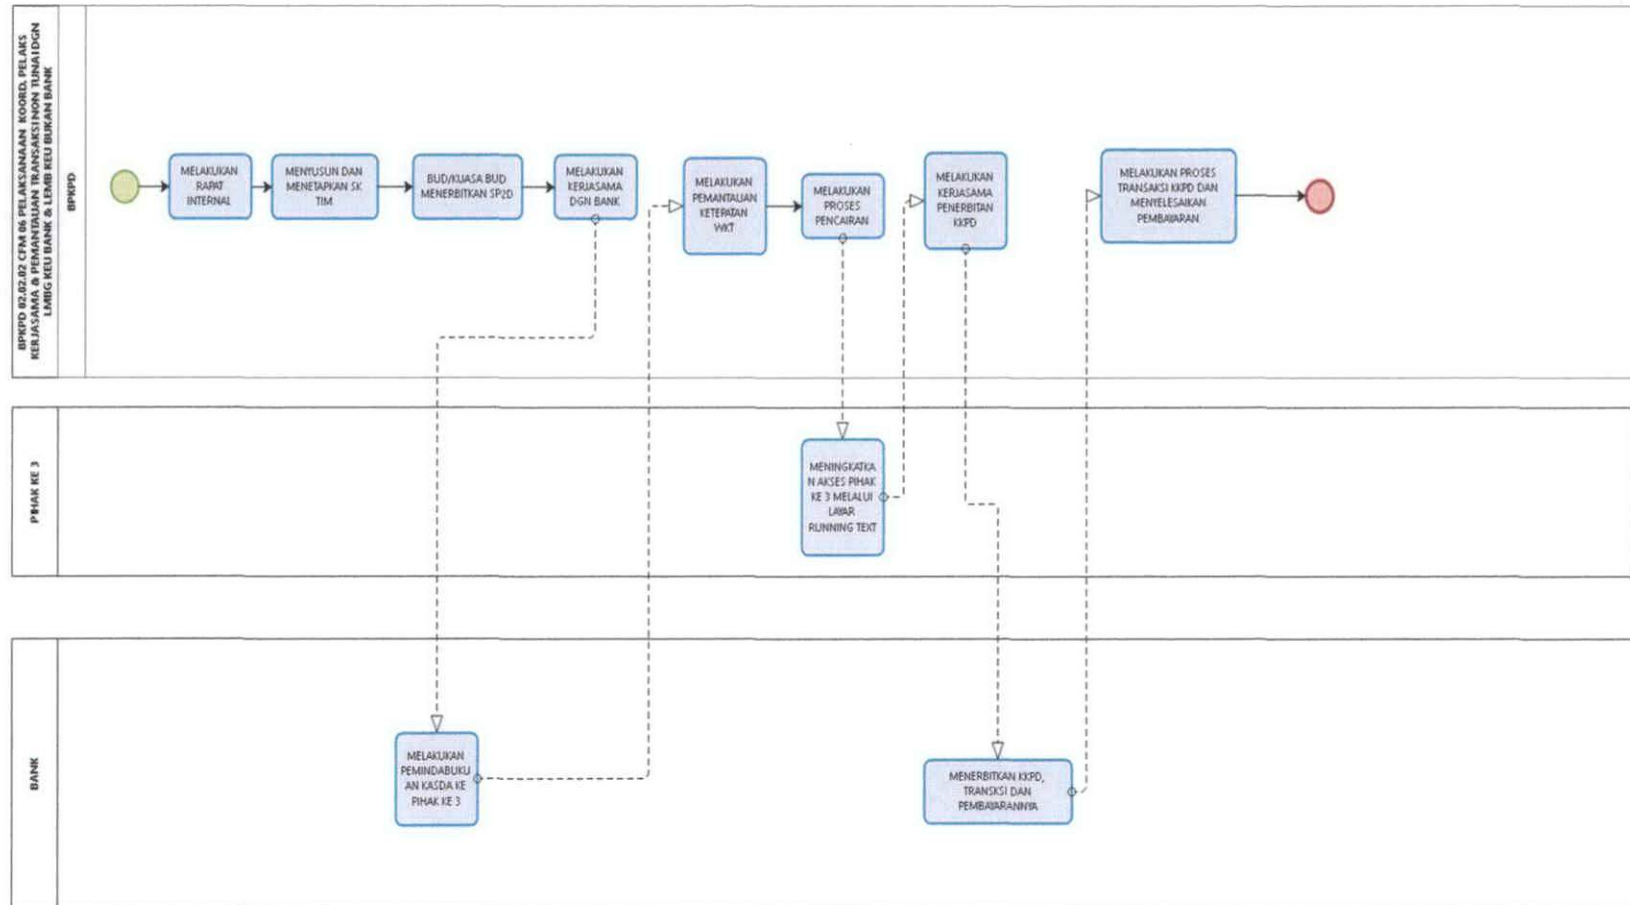 BPKPD 02.02.02 CFM 06 PELAKSANAAN KOORD, PELAKS
KERJASAMA & PEMANTAUAN TRANSAKSI NON TUNAI DGN
LMBG KEU BANK & LEMB KEU BUKAN BANK
BPKPD
MELAKUKAN
RAPAT
INTERNAL
MENYUSUN DAN
MENETAPKAN SK
TIM
BUD/KUASA BUD
MENERBITKAN SP2D
MELAKUKAN
KERJASAMA
DGN BANK
MELAKUKAN
PEMANTAUAN
KETEPATAN
WKT
MELAKUKAN
PROSES
PENCAIRAN
MELAKUKAN
KERJASAMA
PENERBITAN
KKPD
MELAKUKAN PROSES
TRANSAKSI KKPD DAN
MENYELESAIKAN
PEMBAYARAN
PIHAK KE 3
MENINGKATKA
N AKSES PIHAK
KE 3 MELALUI
LAYAR
RUNNING TEXT
BANK
MELAKUKAN
PEMINDABUKU
AN KASDA KE
PIHAK KE 3
MENERBITKAN KKPD,
TRANSKSI DAN
PEMBAYARANNYA